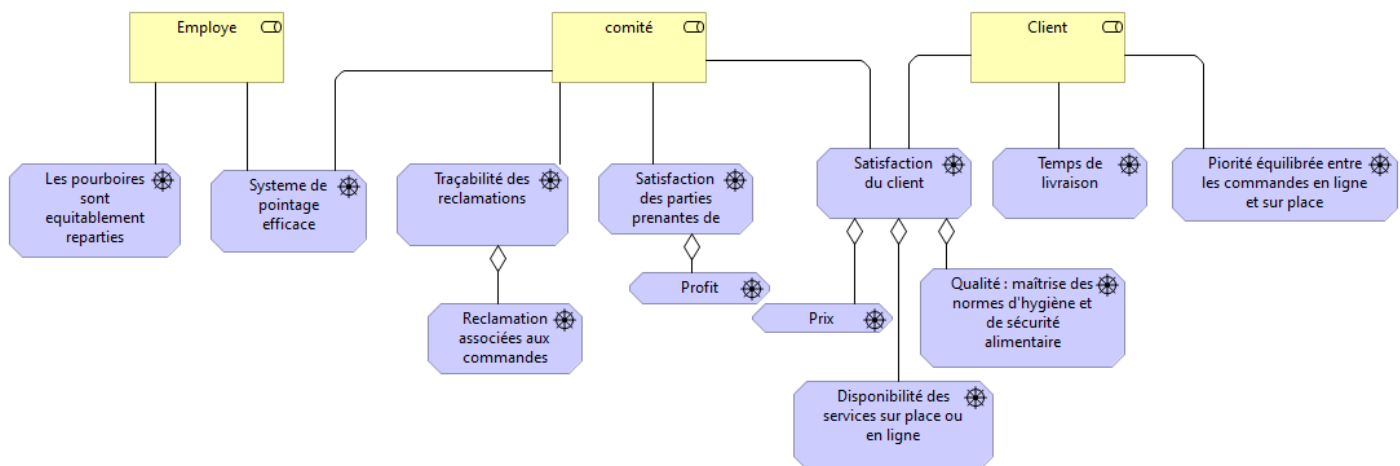 Employe
comité
Client
Les pourboires
sont
equitablement
reparties
Systeme de
pointage
efficace
Traçabilité des
reclamations
Satisfaction
des parties
prenantes de
Satisfaction
du client
Temps de
livraison
Piorité équilibrée entre
les commandes en ligne
et sur place
Reclamation
associées aux
commandes
Profit
Prix
Qualité : maîtrise des
normes d'hygiène et
de sécurité
alimentaire
Disponibilité des
services sur place ou
en ligne